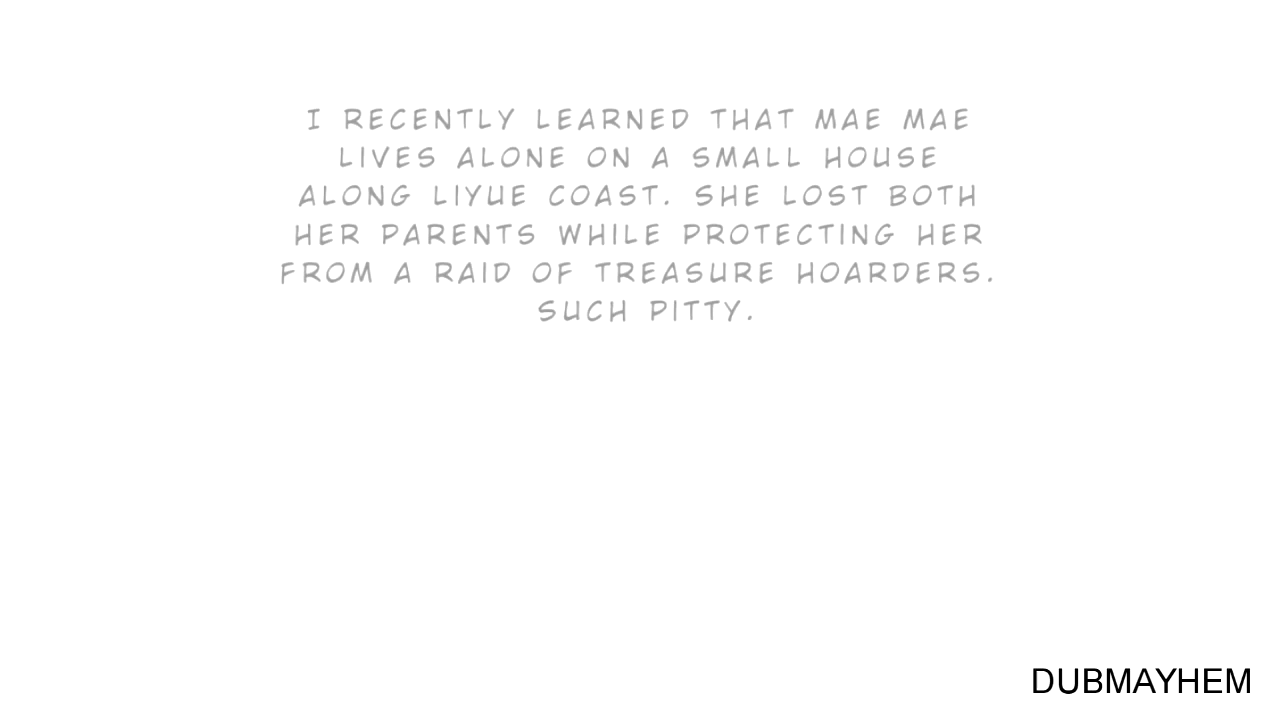 I RECENTLY LEARNED THAT MAE MAE
LIVES ALONE ON A SMALL HOUSE
ALONG LIYUE COAST. SHE LOST BOTH
HER PARENTS WHILE PROTECTING HER
FROM A RAID OF TREASURE HOARDERS.
SUCH PITTY.
DUBMAYHEM